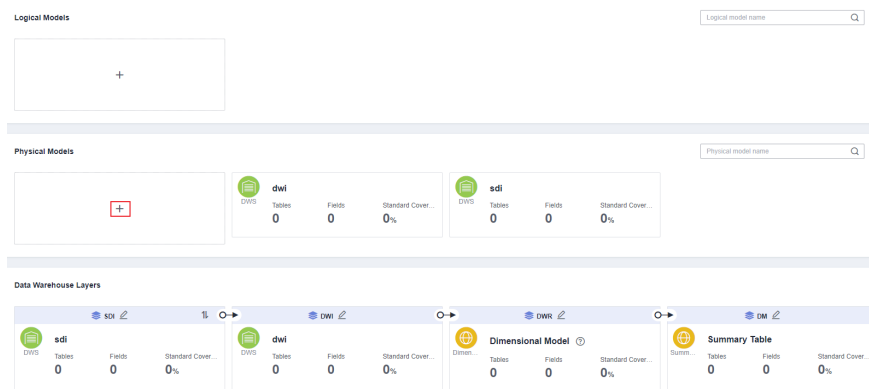 Logical Models
Logical model name
+
Physical Models
Physical model name
+
DWS
dwi
Tables Fields Standard Cover...
0 0 0%
DWS
sdi
Tables Fields Standard Cover...
0 0 0%
Data Warehouse Layers
SDI
DWI
DWR
DM
DWS
sdi
Tables Fields Standard Cover...
0 0 0%
DWS
dwi
Tables Fields Standard Cover...
0 0 0%
Dimen...
Dimensional Model ?
Tables Fields Standard Cover...
0 0 0%
Summ...
Summary Table
Tables Fields Standard Cover...
0 0 0%